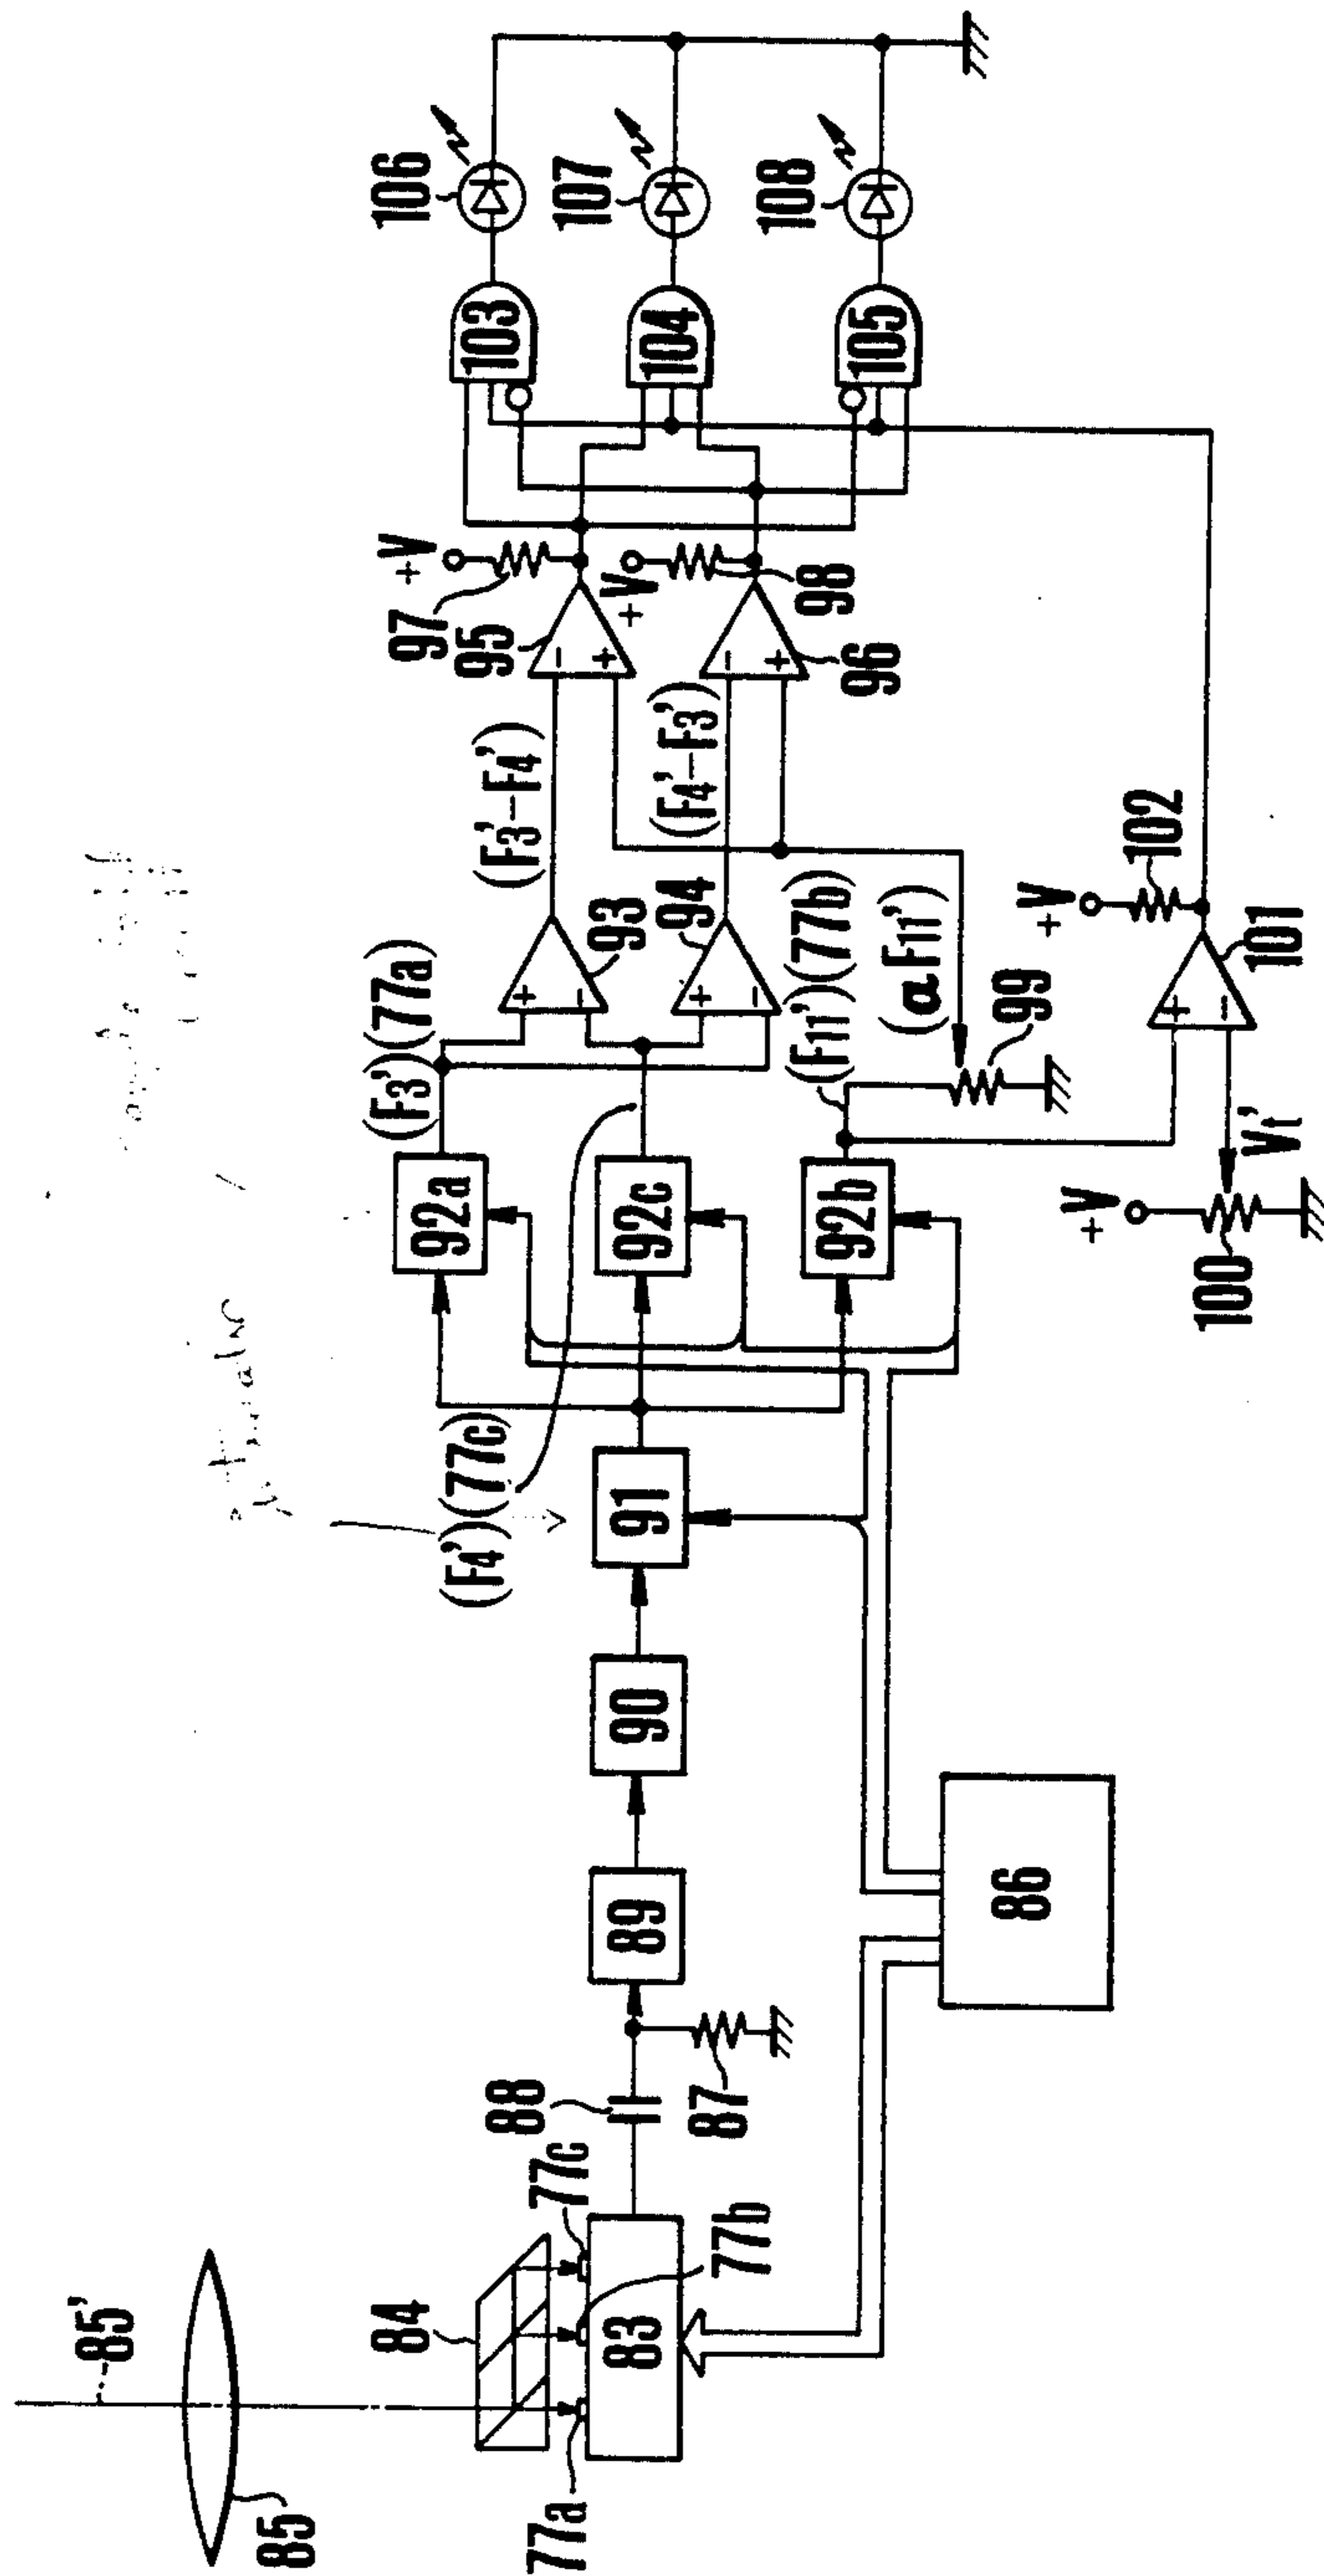 85'
85
84
77a
77b
77c
83
88
87
89
90
91
86
(F4')(77c)
92a
92c
92b
(F3')(77a)
(F11')(77b)
(αF11')
99
+V
100
Vt'
+
−
101
+V
102
+
−
93
+
−
94
(F3'−F4')
(F4'−F3')
−
+
95
97
+V
−
+
96
98
+V
103
104
105
106
107
108